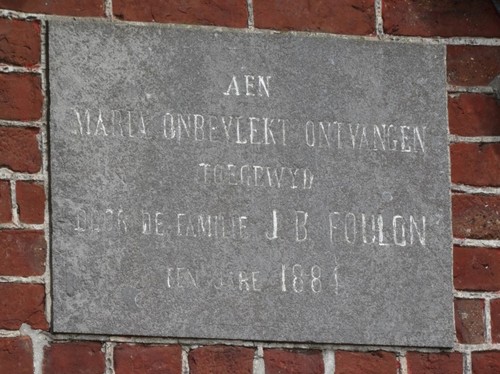 AEN
MARIA ONBEVLEKT ONTVANGEN
TOEGEWYD
DOOR DE FAMILIE J. B. FOULON
TEN JARE 1884